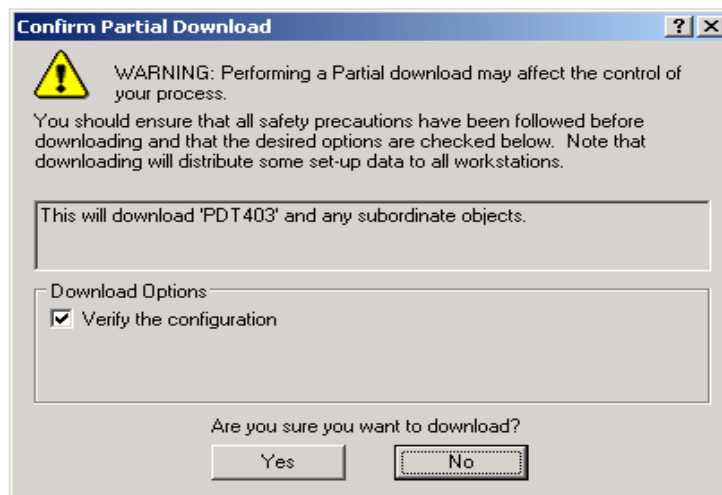 Confirm Partial Download
WARNING: Performing a Partial download may affect the control of
your process.
You should ensure that all safety precautions have been followed before
downloading and that the desired options are checked below.  Note that
downloading will distribute some set-up data to all workstations.
This will download 'PDT403' and any subordinate objects.
Download Options
Verify the configuration
Are you sure you want to download?
Yes
No